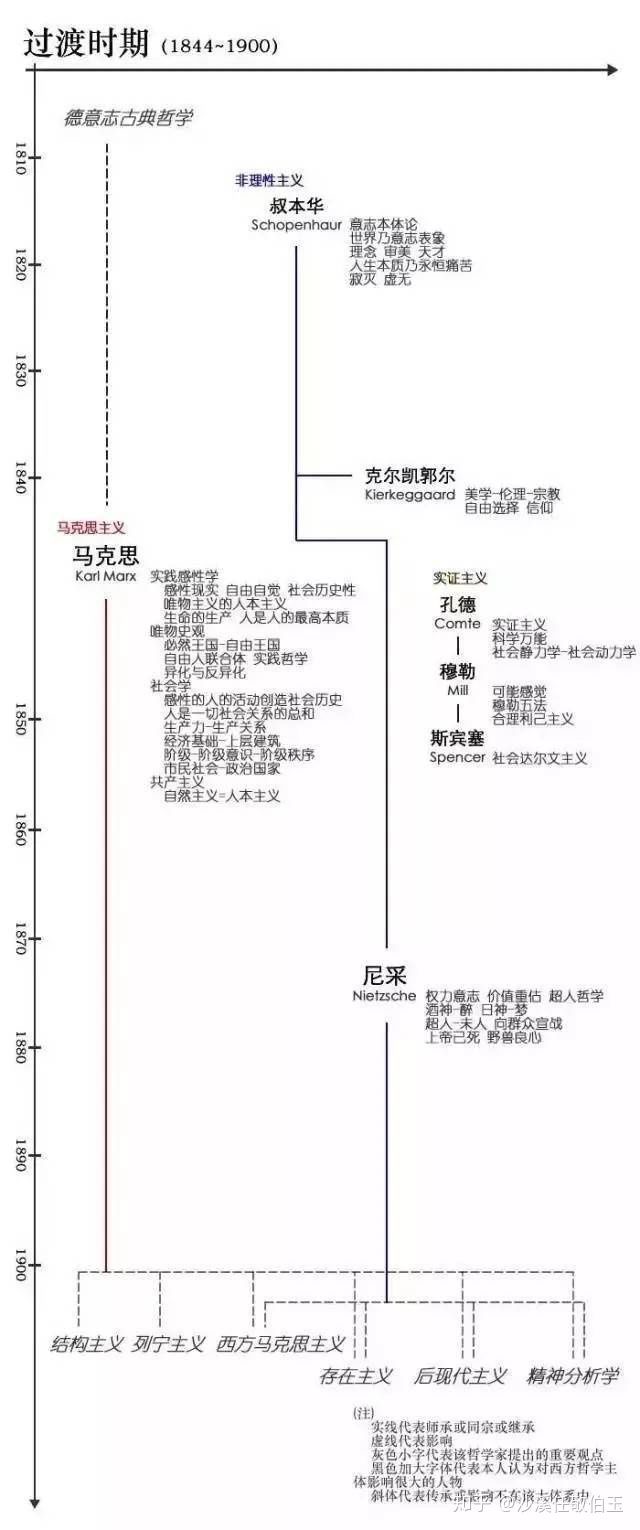 过渡时期 (1844~1900)
德意志古典哲学
1810
非理性主义
叔本华
Schopenhaur 意志本体论
世界乃意志表象
1820
理念 审美 天才
人生本质乃永恒痛苦
寂灭 虚无
1830
1840
克尔凯郭尔
Kierkeggaard 美学-伦理-宗教
自由选择 信仰
马克思主义
马克思
Karl Marx 实践感性学
感性现实 自由自觉 社会历史性
唯物主义的人本主义
生命的生产 人是人的最高本质
唯物史观
必然王国-自由王国
自由人联合体 实践哲学
异化与反异化
社会学
感性的人的活动创造社会历史
人是一切社会关系的总和
生产力-生产关系
经济基础-上层建筑
阶级-阶级意识-阶级秩序
市民社会-政治国家
共产主义
自然主义=人本主义
实证主义
孔德
Comte 实证主义
科学万能
社会静力学-社会动力学
穆勒
Mill 可能感觉
穆勒五法
合理利己主义
1850
斯宾塞
Spencer 社会达尔文主义
1860
1870
尼采
Nietzsche 权力意志 价值重估 超人哲学
酒神-醉 日神-梦
超人-末人 向群众宣战
上帝已死 野兽良心
1880
1890
1900
结构主义 列宁主义 西方马克思主义
存在主义 后现代主义 精神分析学
(注)
实线代表师承或同宗或继承
虚线代表影响
灰色小字代表该哲学家提出的重要观点
黑色加大字体代表本人认为对西方哲学主
体影响很大的人物
斜体代表传承或影响不在该大体系中
知乎 @沙溪任敬伯玉